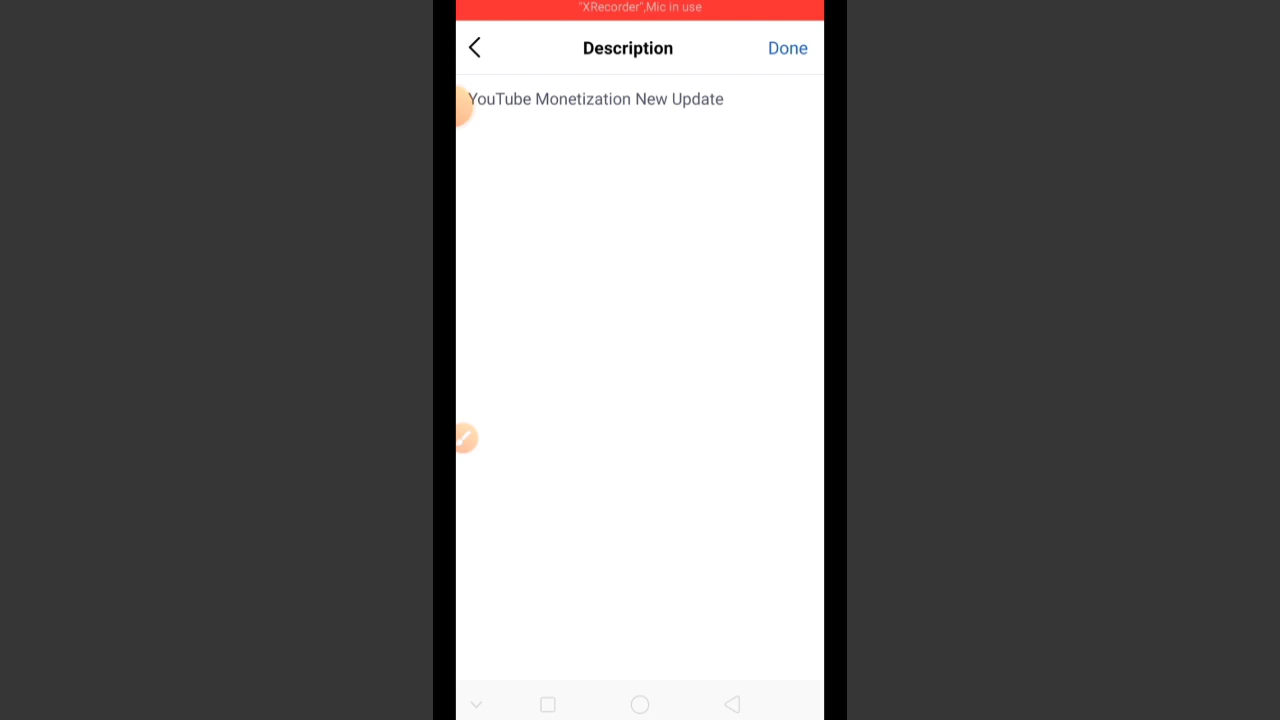 "XRecorder",Mic in use
Description
Done
YouTube Monetization New Update